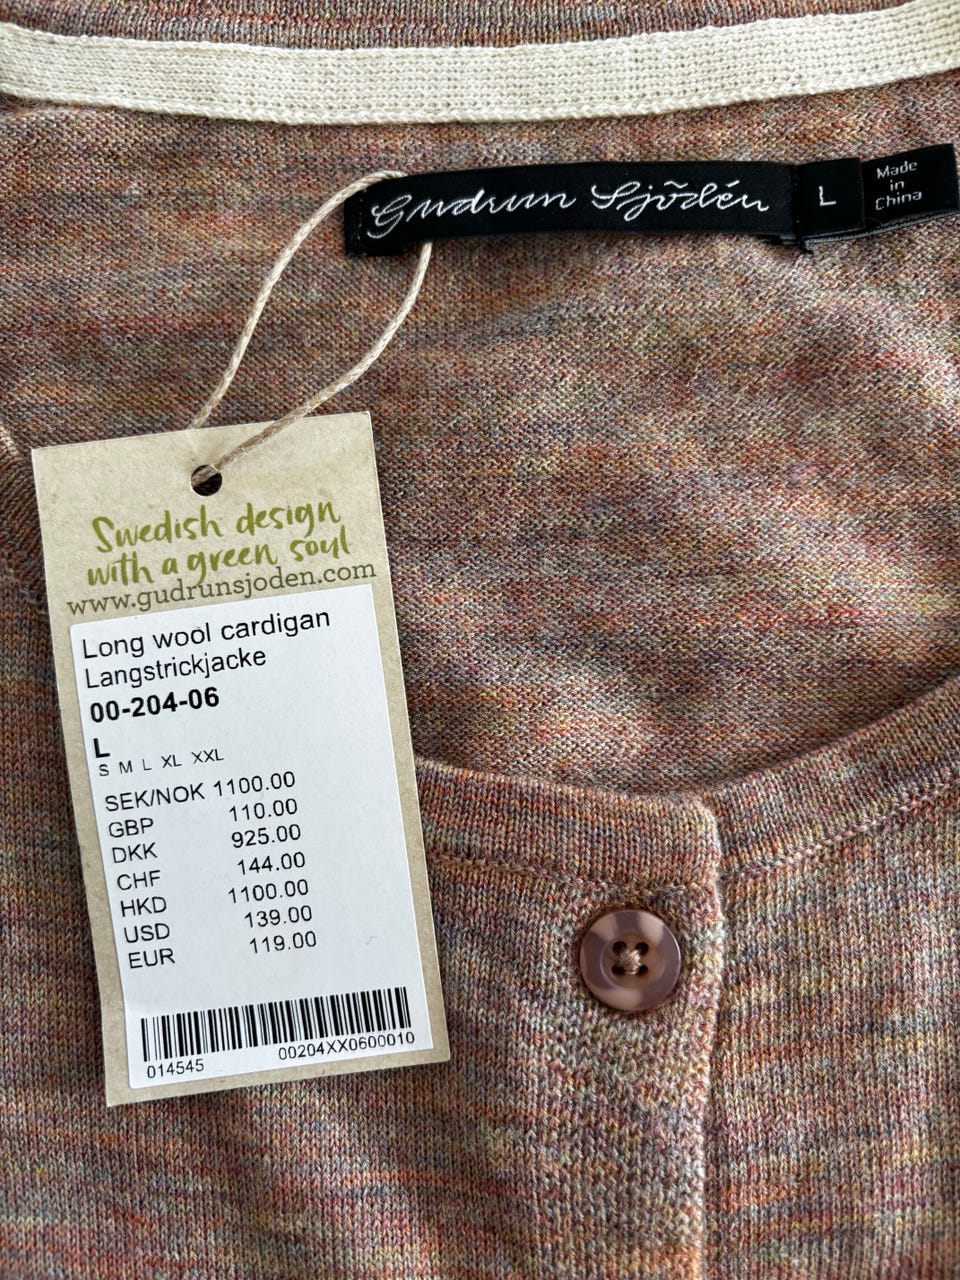 Gudrun Sjödén
L
Made
in
China
Swedish design
with a green soul
www.gudrunsjoden.com
Long wool cardigan
Langstrickjacke
00-204-06
L
S M L XL XXL
SEK/NOK 1100.00
GBP 110.00
DKK 925.00
CHF 144.00
HKD 1100.00
USD 139.00
EUR 119.00
014545 00204XX0600010